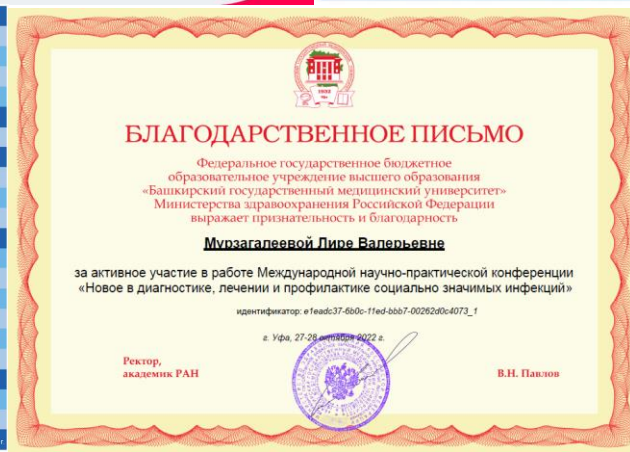 1932
БЛАГОДАРСТВЕННОЕ ПИСЬМО
Федеральное государственное бюджетное
образовательное учреждение высшего образования
«Башкирский государственный медицинский университет»
Министерства здравоохранения Российской Федерации
выражает признательность и благодарность
Мурзагалеевой Лире Валерьевне
за активное участие в работе Международной научно-практической конференции
«Новое в диагностике, лечении и профилактике социально значимых инфекций»
идентификатор: e1eadc37-6b0c-11ed-bbb7-00262d0c4073_1
г. Уфа, 27-28 октября 2022 г.
Ректор,
академик РАН
В.Н. Павлов